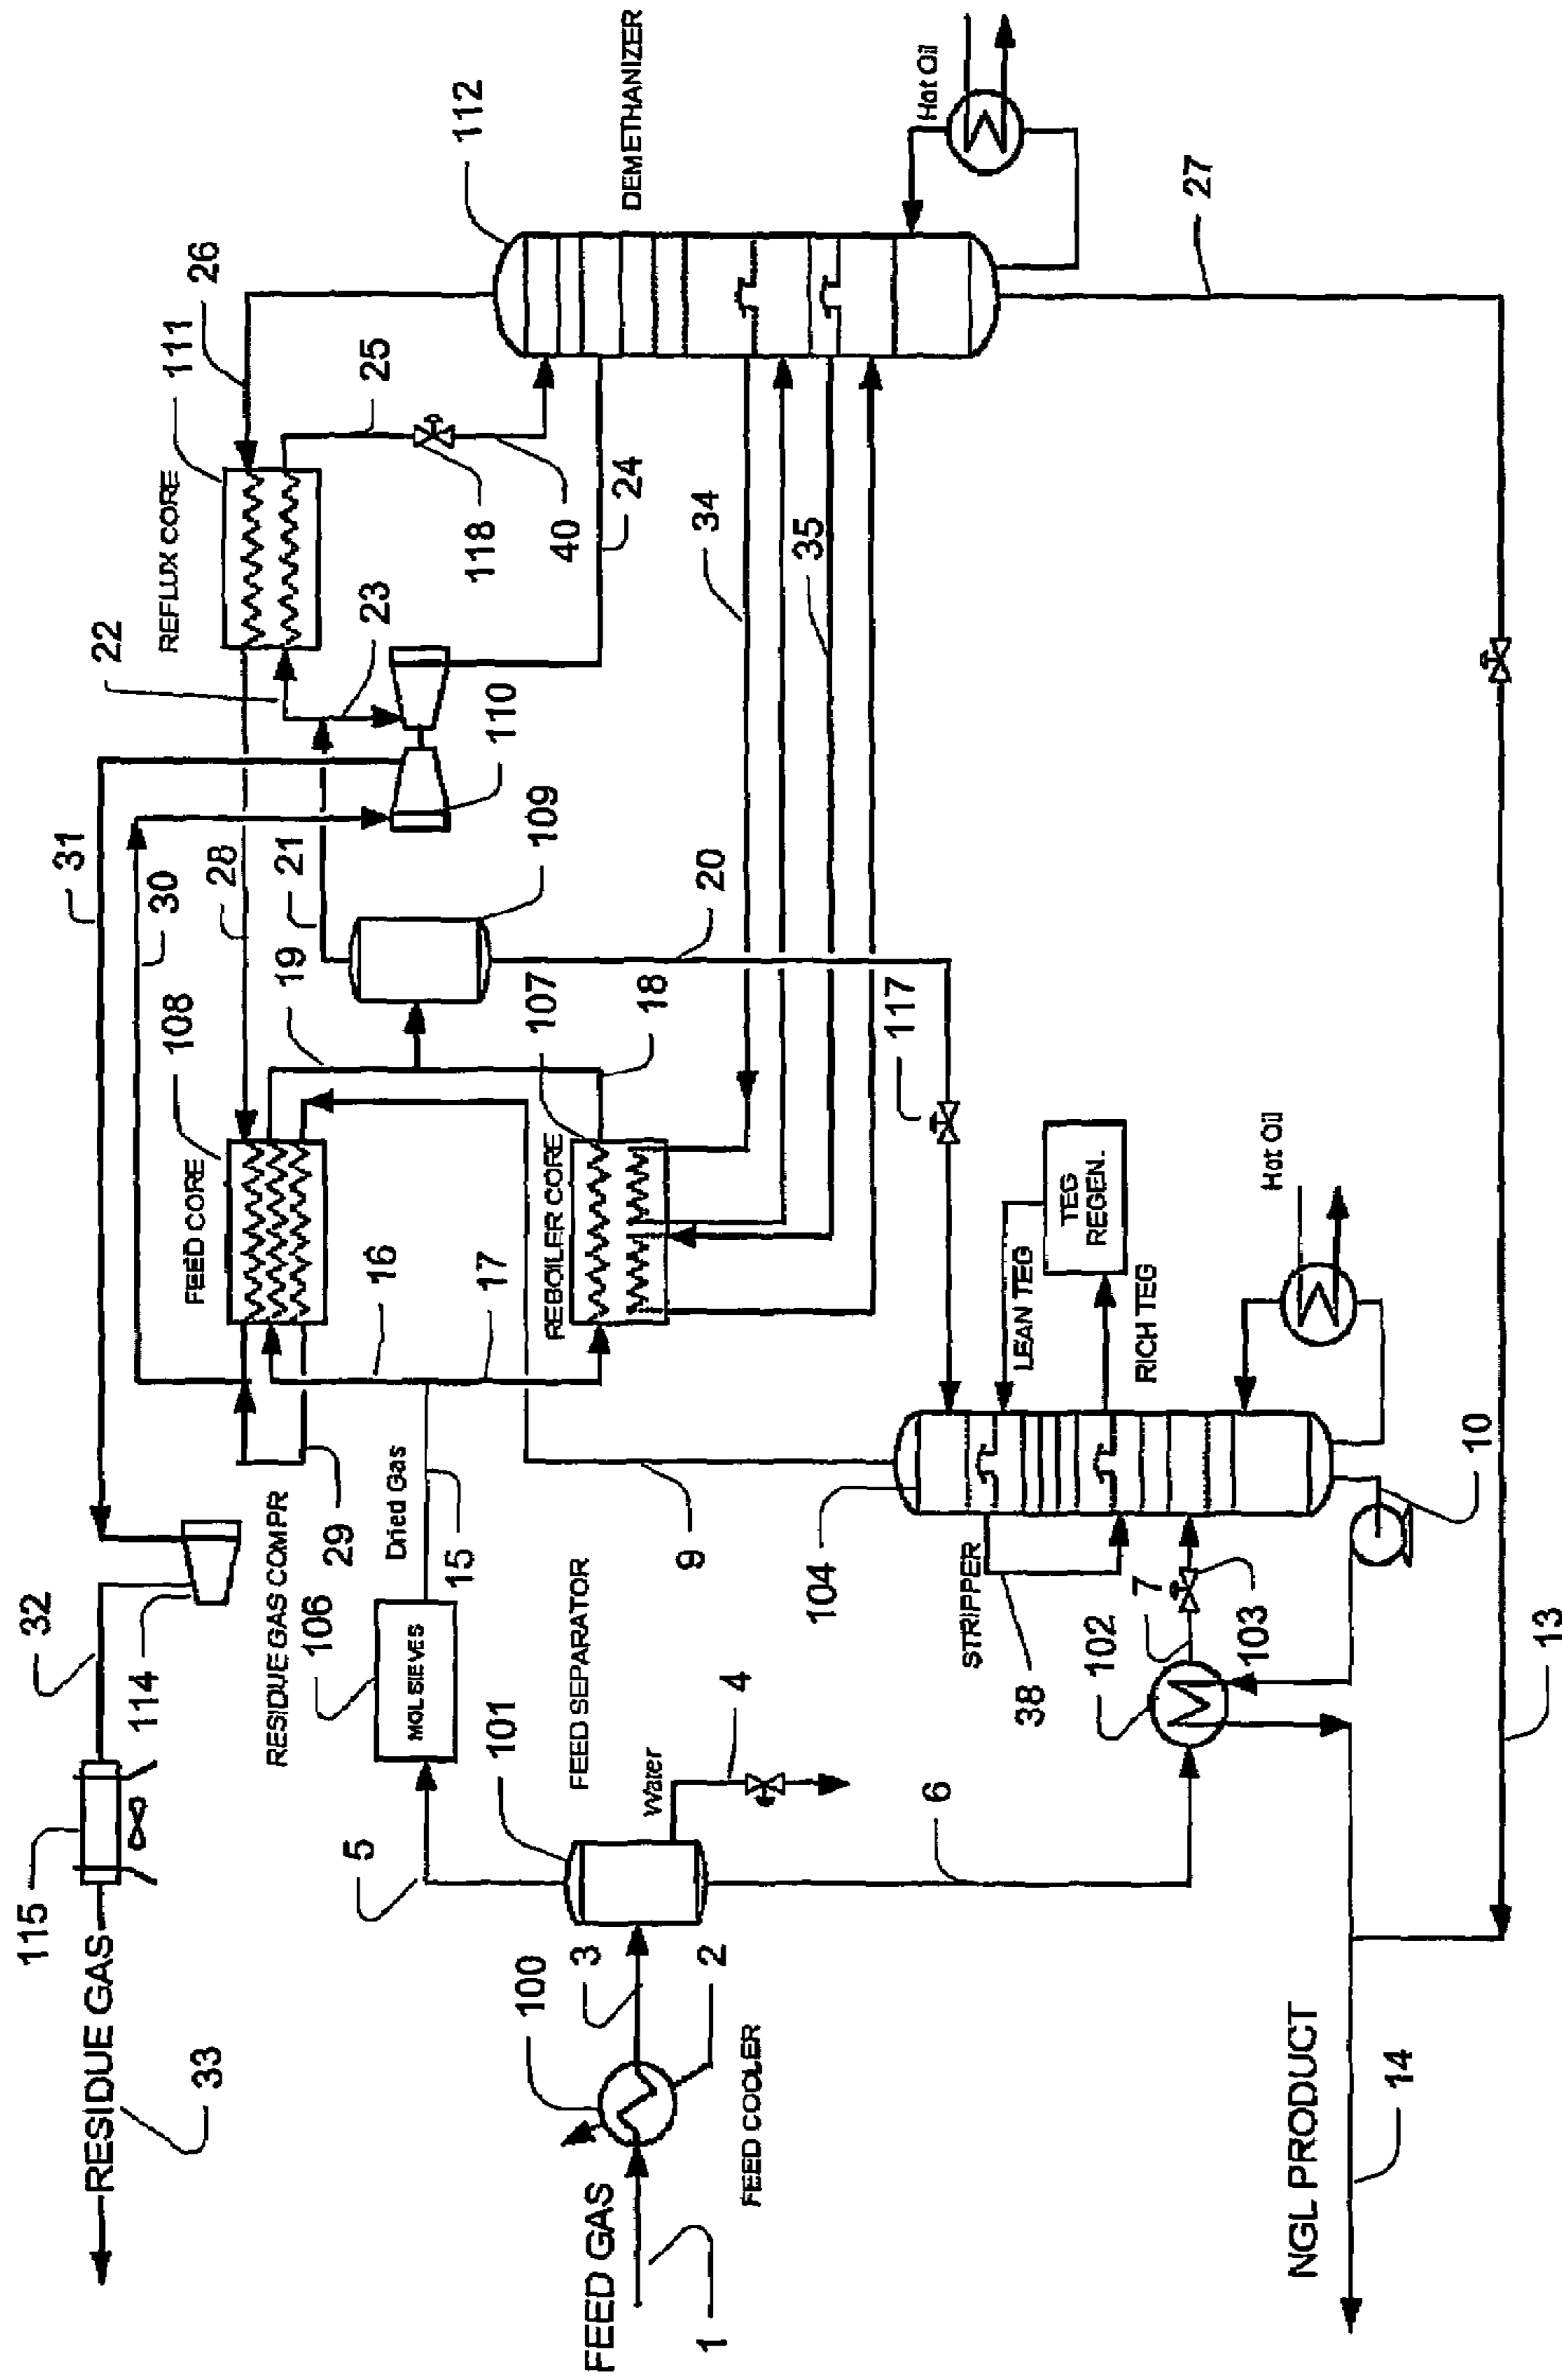 RESIDUE GAS
33
115
32
114
RESIDUE GAS COMPR
31
30
28
29
108
FEED CORE
19
21
22
REFLUX CORE
111
26
25
118
40
24
23
110
109
20
18
107
REBOILER CORE
16
17
Dried Gas
15
106
MOL SIEVES
5
FEED SEPARATOR
101
Water
4
6
FEED GAS
1
100
3
2
FEED COOLER
DEMETHANIZER
112
Hot Oil
34
35
27
117
TEG
REGEN.
LEAN TEG
RICH TEG
Hot Oil
9
104
STRIPPER
38
102
7
103
10
13
NGL PRODUCT
14